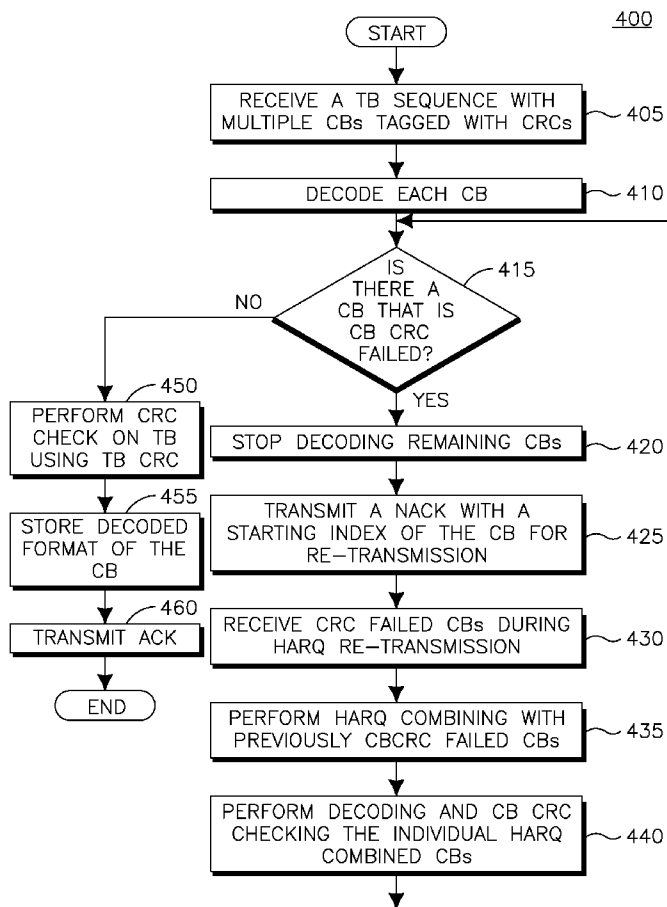 400
START
RECEIVE A TB SEQUENCE WITH
MULTIPLE CBs TAGGED WITH CRCs
405
DECODE EACH CB
410
IS
THERE A
CB THAT IS
CB CRC
FAILED?
415
NO
YES
450
PERFORM CRC
CHECK ON TB
USING TB CRC
455
STORE DECODED
FORMAT OF THE
CB
460
TRANSMIT ACK
END
STOP DECODING REMAINING CBs
420
TRANSMIT A NACK WITH A
STARTING INDEX OF THE CB FOR
RE-TRANSMISSION
425
RECEIVE CRC FAILED CBs DURING
HARQ RE-TRANSMISSION
430
PERFORM HARQ COMBINING WITH
PREVIOUSLY CBCRC FAILED CBs
435
PERFORM DECODING AND CB CRC
CHECKING THE INDIVIDUAL HARQ
COMBINED CBs
440